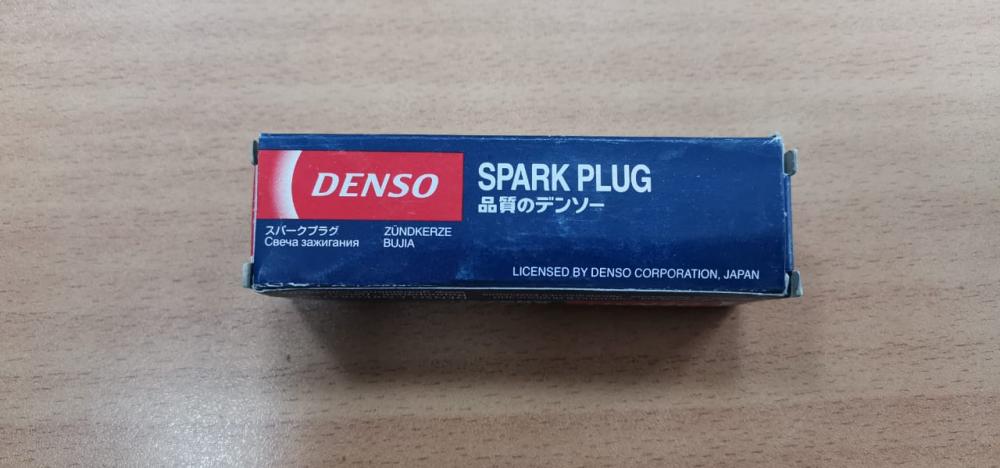 DENSO
SPARK PLUG
品質のデンソー
スパークプラグ ZÜNDKERZE
Свеча зажигания BUJIA
LICENSED BY DENSO CORPORATION, JAPAN